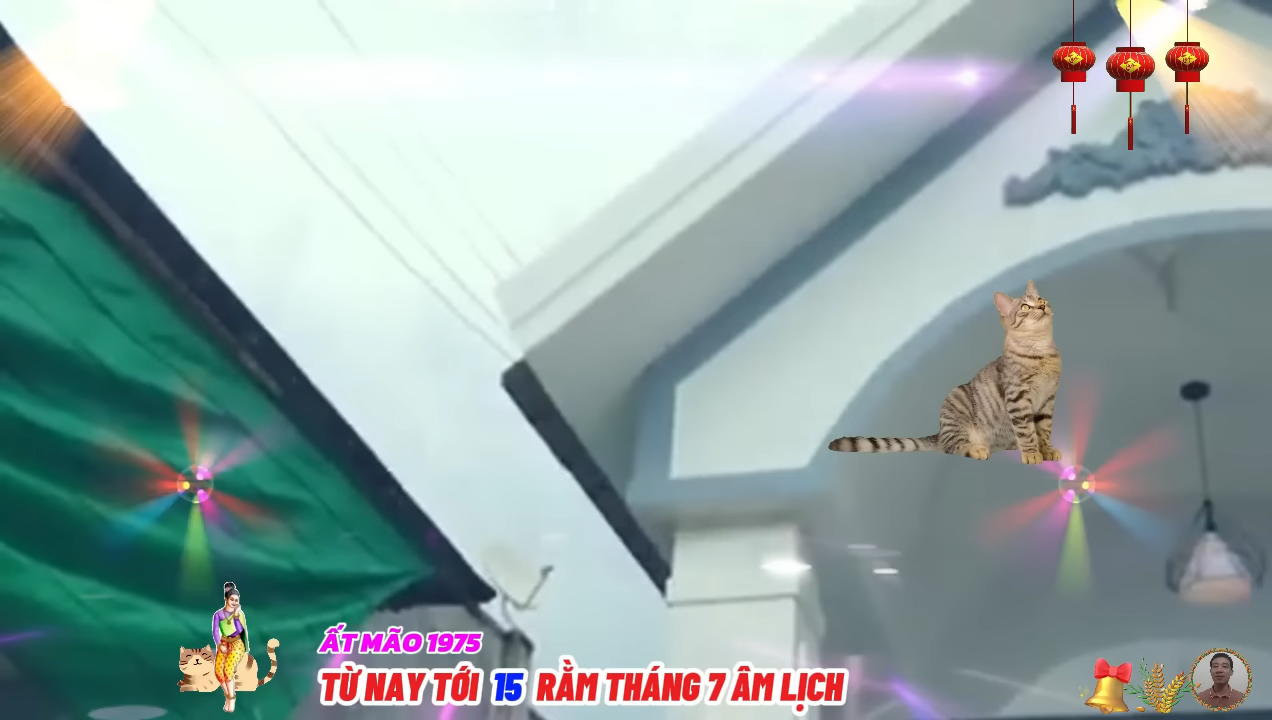 ẤT MÃO 1975
TỪ NAY TỚI 15 RẰM THÁNG 7 ÂM LỊCH